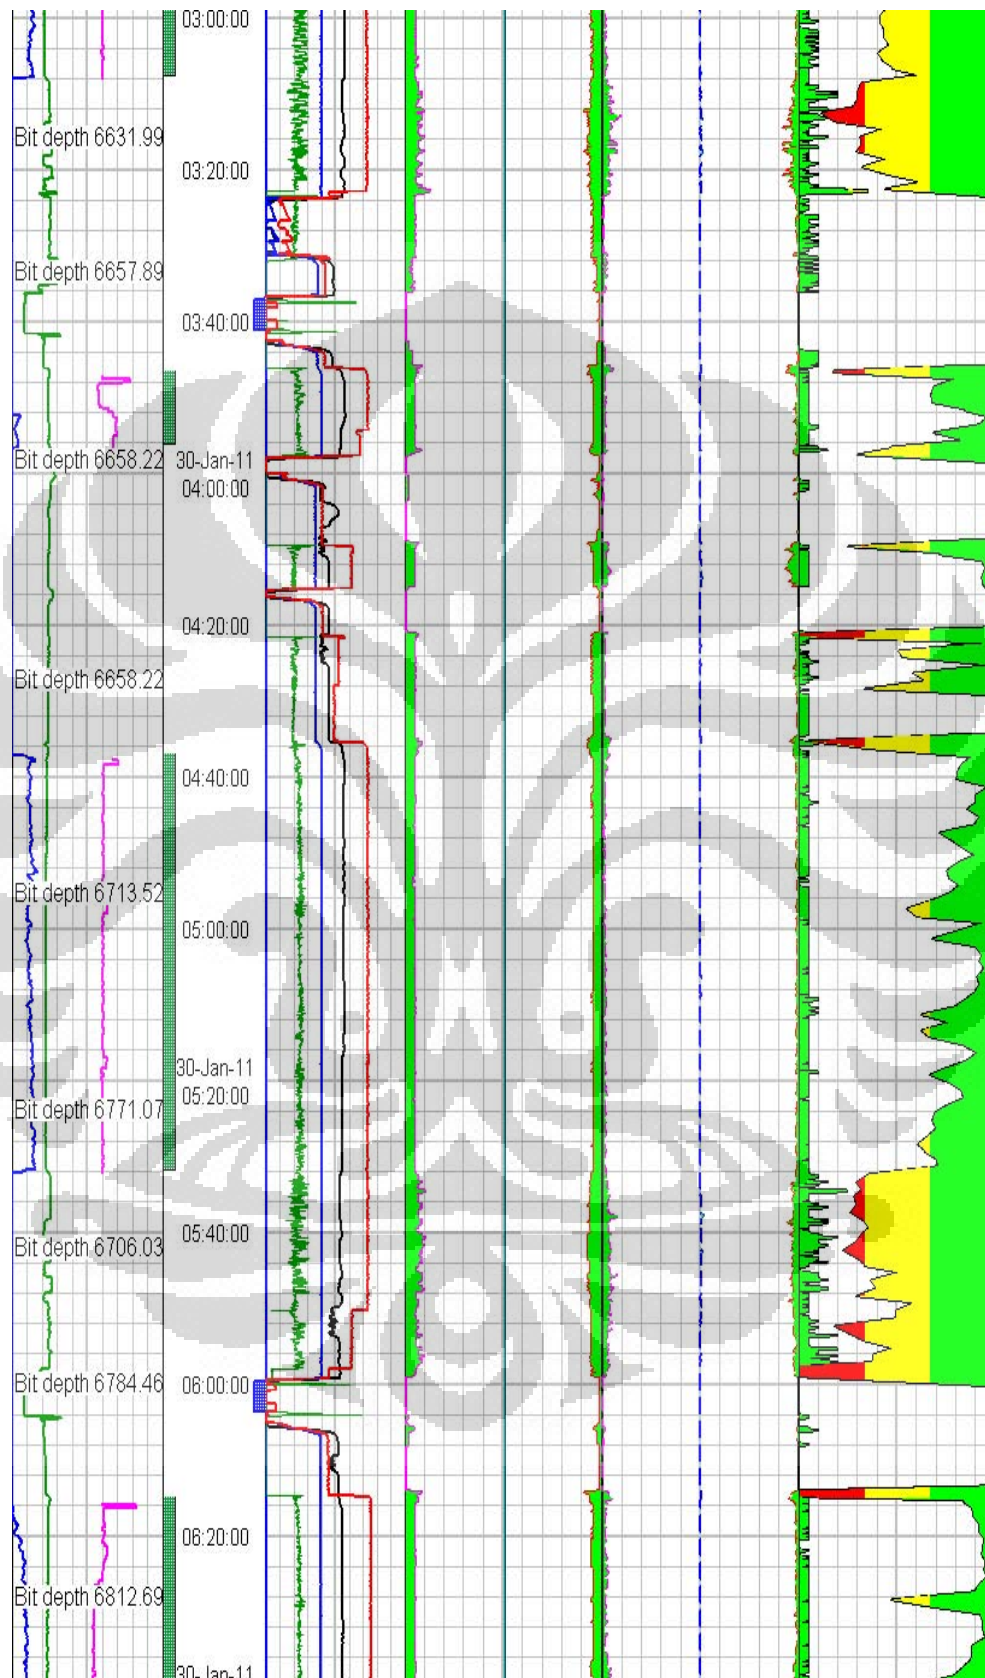 03:00:00
Bit depth 6631.99
03:20:00
Bit depth 6657.89
03:40:00
Bit depth 6658.22
30-Jan-11
04:00:00
04:20:00
Bit depth 6658.22
04:40:00
Bit depth 6713.52
05:00:00
30-Jan-11
05:20:00
Bit depth 6771.07
05:40:00
Bit depth 6706.03
06:00:00
Bit depth 6784.46
06:20:00
Bit depth 6812.69
30-Jan-11